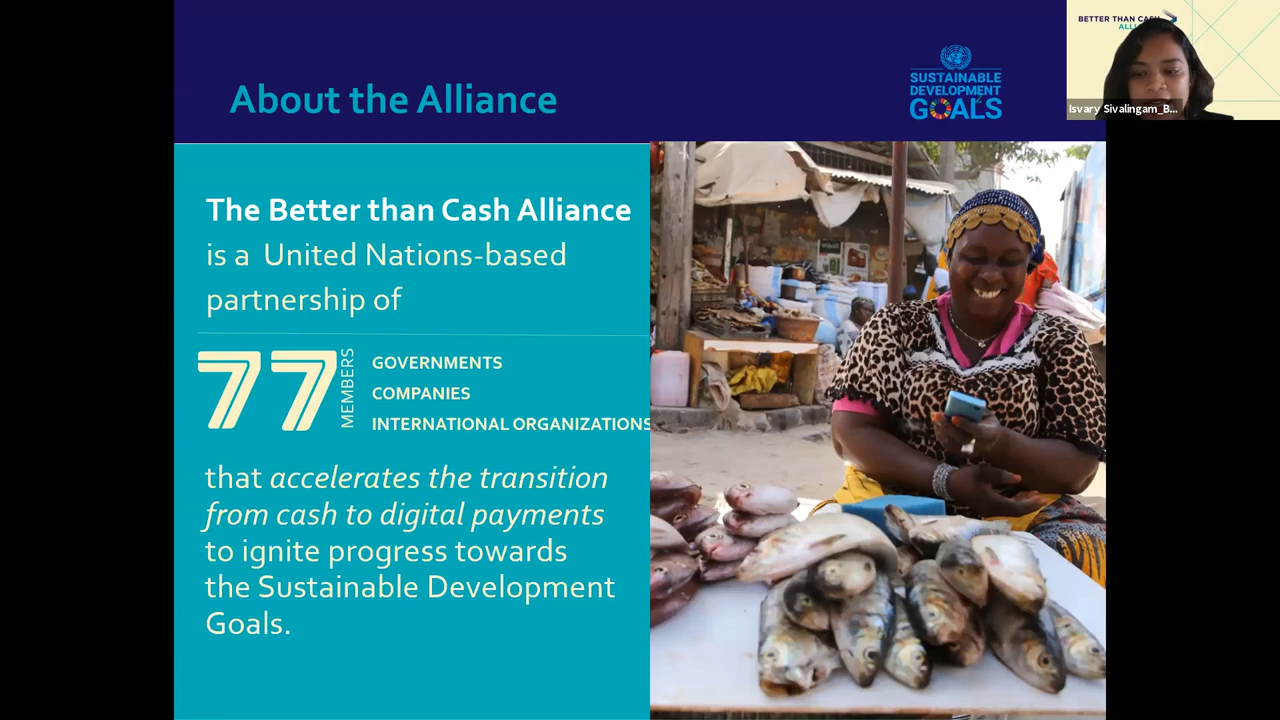 About the Alliance
SUSTAINABLE
DEVELOPMENT
GOALS
BETTER THAN CASH
Isvary Sivalingam_B...
The Better than Cash Alliance
is a United Nations-based
partnership of
77
MEMBERS
GOVERNMENTS
COMPANIES
INTERNATIONAL ORGANIZATIONS
that accelerates the transition
from cash to digital payments
to ignite progress towards
the Sustainable Development
Goals.